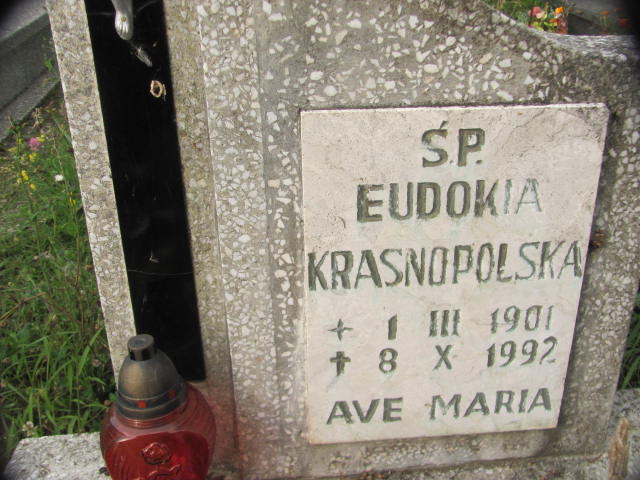 Ś.P.
EUDOKIA
KRASNOPOLSKA
+ 1 III 1901
✝ 8 X 1992
AVE MARIA